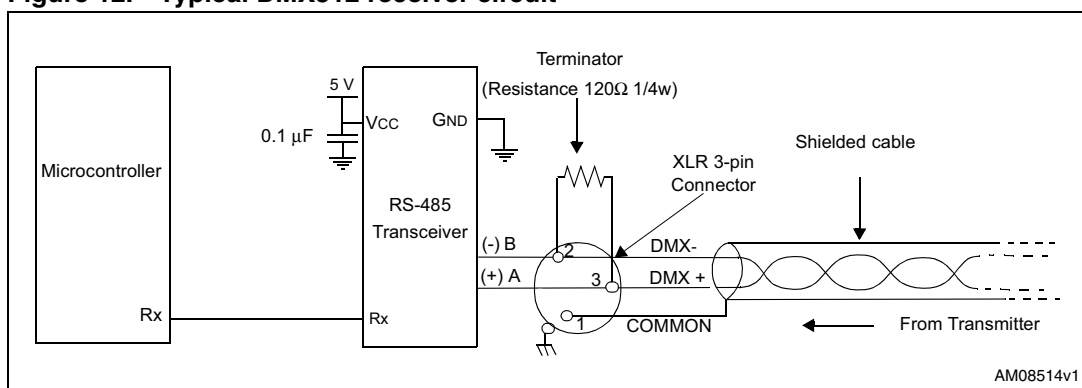 Figure 12. Typical DMX512 receiver circuit
Terminator
(Resistance 120Ω 1/4w)
5 V
VCC
GND
0.1 μF
Shielded cable
XLR 3-pin
Connector
Microcontroller
RS-485
Transceiver
(-) B
2
DMX-
(+) A
3
DMX +
Rx
Rx
1
COMMON
From Transmitter
AM08514v1